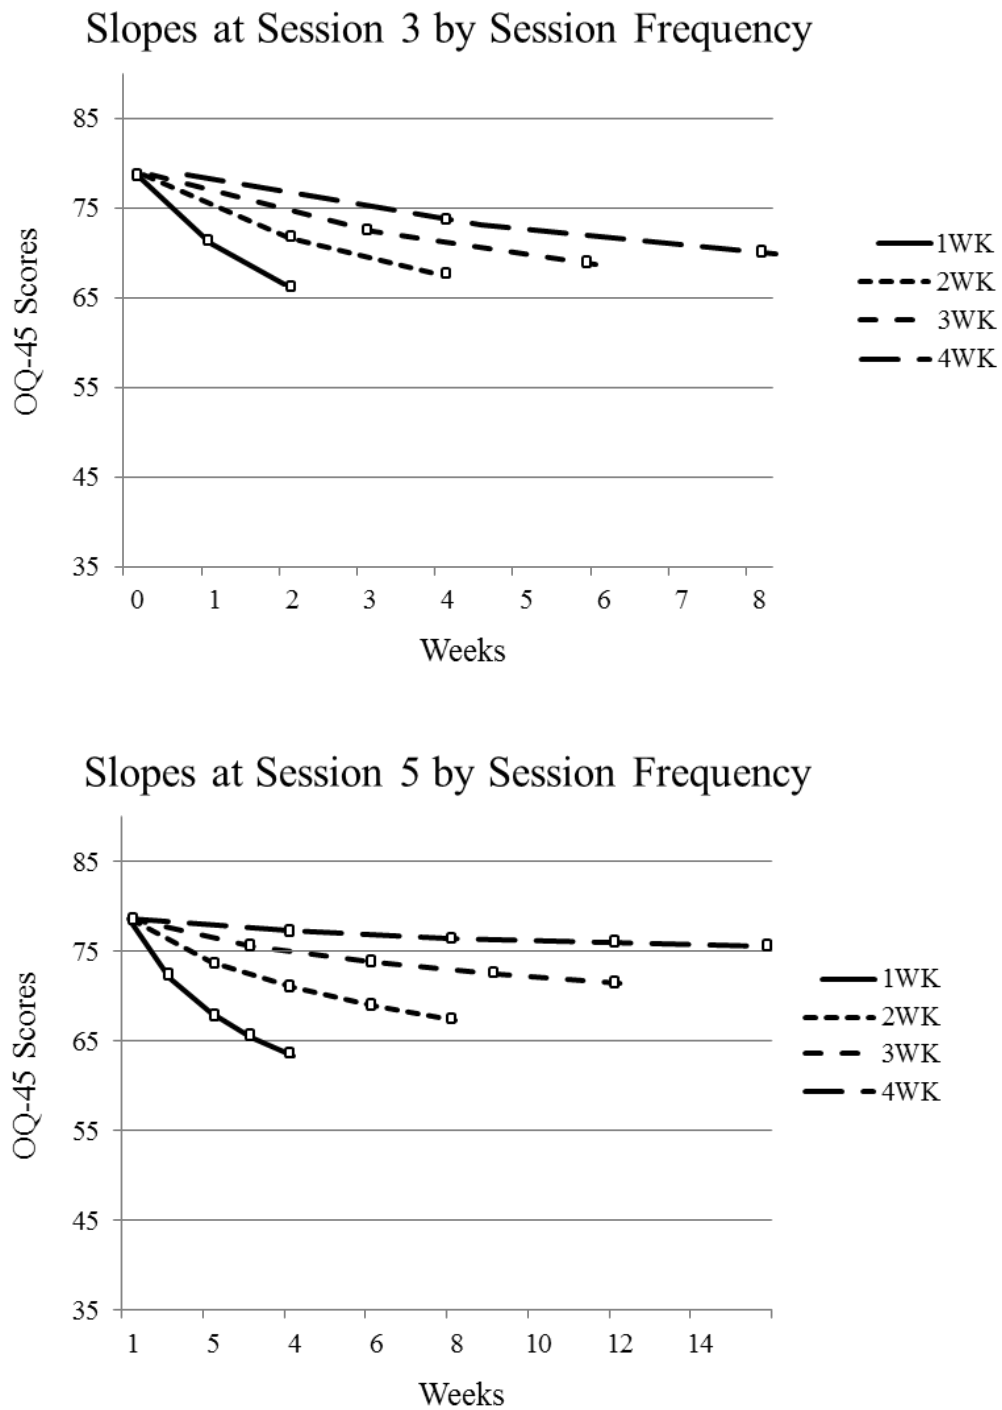 Slopes at Session 3 by Session Frequency
85
75
65
55
45
35
OQ-45 Scores
0 1 2 3 4 5 6 7 8
Weeks
1WK
2WK
3WK
4WK
Slopes at Session 5 by Session Frequency
85
75
65
55
45
35
OQ-45 Scores
1 5 4 6 8 10 12 14
Weeks
1WK
2WK
3WK
4WK